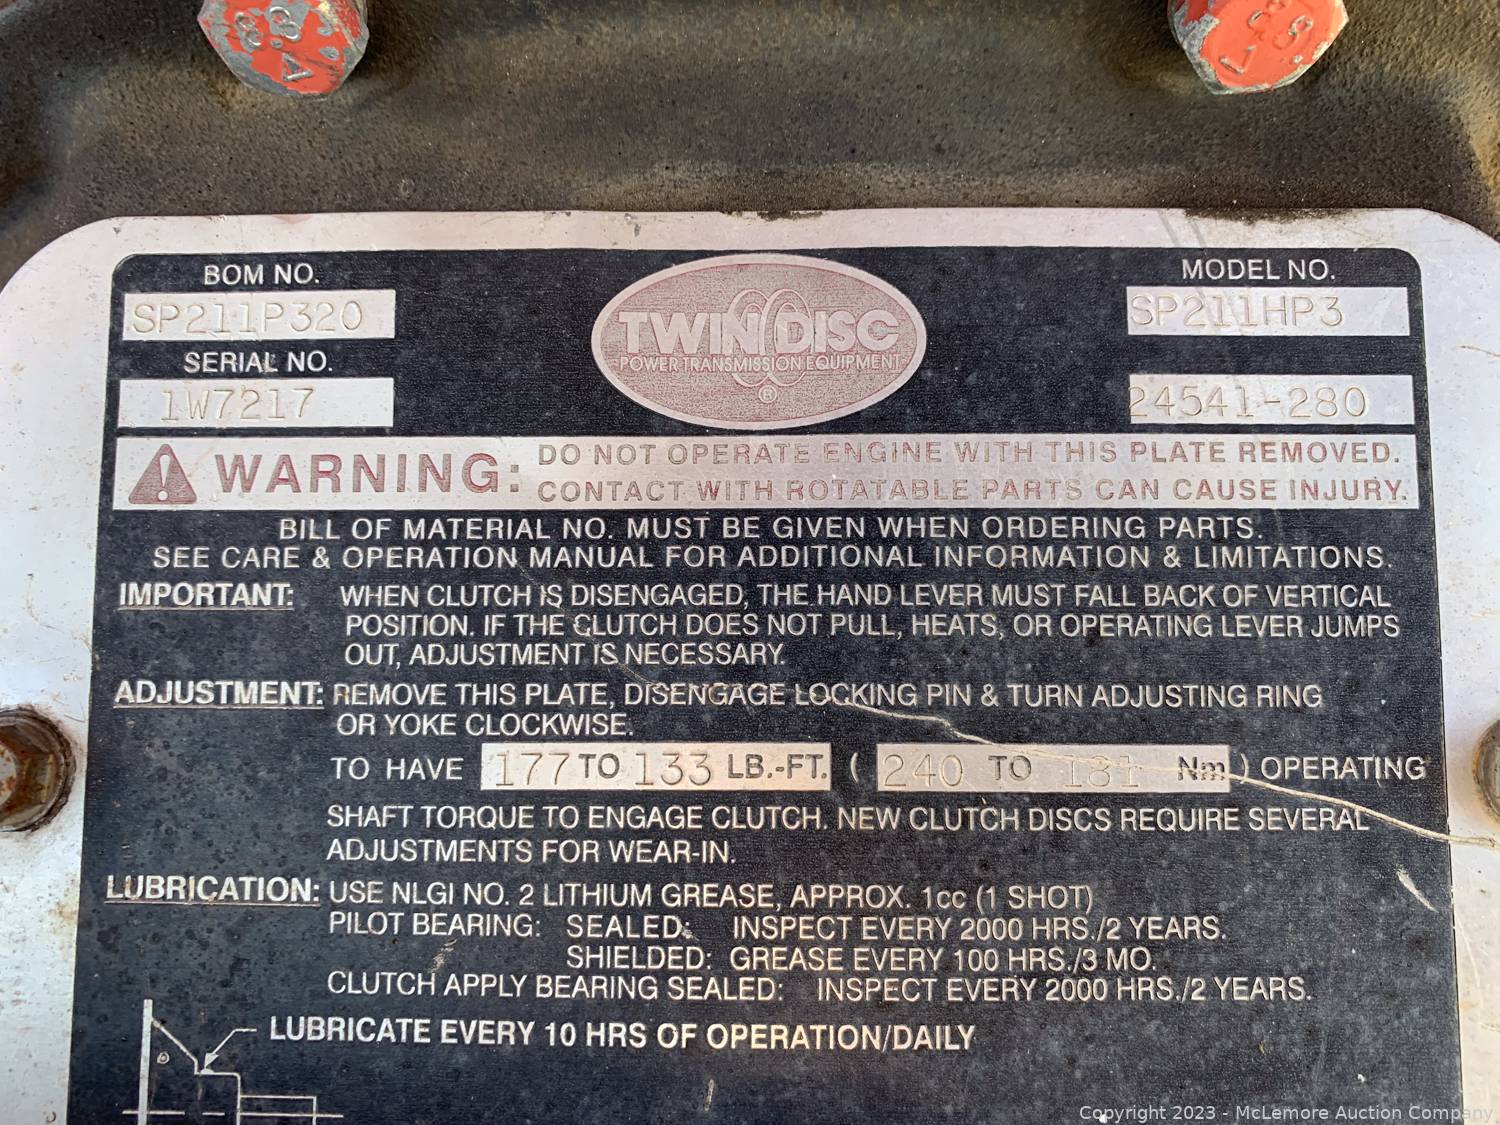 88
V
88
V
BOM NO.
SP211P320
SERIAL NO.
1W7217
TWIN DISC
POWER TRANSMISSION EQUIPMENT
®
MODEL NO.
SP211HP3
24541-280
WARNING: DO NOT OPERATE ENGINE WITH THIS PLATE REMOVED.
CONTACT WITH ROTATABLE PARTS CAN CAUSE INJURY.
BILL OF MATERIAL NO. MUST BE GIVEN WHEN ORDERING PARTS.
SEE CARE & OPERATION MANUAL FOR ADDITIONAL INFORMATION & LIMITATIONS.
IMPORTANT: WHEN CLUTCH IS DISENGAGED, THE HAND LEVER MUST FALL BACK OF VERTICAL
POSITION. IF THE CLUTCH DOES NOT PULL, HEATS, OR OPERATING LEVER JUMPS
OUT, ADJUSTMENT IS NECESSARY.
ADJUSTMENT: REMOVE THIS PLATE, DISENGAGE LOCKING PIN & TURN ADJUSTING RING
OR YOKE CLOCKWISE.
TO HAVE 177 TO 133 LB.-FT. ( 240 TO 181 Nm ) OPERATING
SHAFT TORQUE TO ENGAGE CLUTCH. NEW CLUTCH DISCS REQUIRE SEVERAL
ADJUSTMENTS FOR WEAR-IN.
LUBRICATION: USE NLGI NO. 2 LITHIUM GREASE, APPROX. 1cc (1 SHOT)
PILOT BEARING: SEALED: INSPECT EVERY 2000 HRS./2 YEARS.
SHIELDED: GREASE EVERY 100 HRS./3 MO.
CLUTCH APPLY BEARING SEALED: INSPECT EVERY 2000 HRS./2 YEARS.
LUBRICATE EVERY 10 HRS OF OPERATION/DAILY
Copyright 2023 - McLemore Auction Company